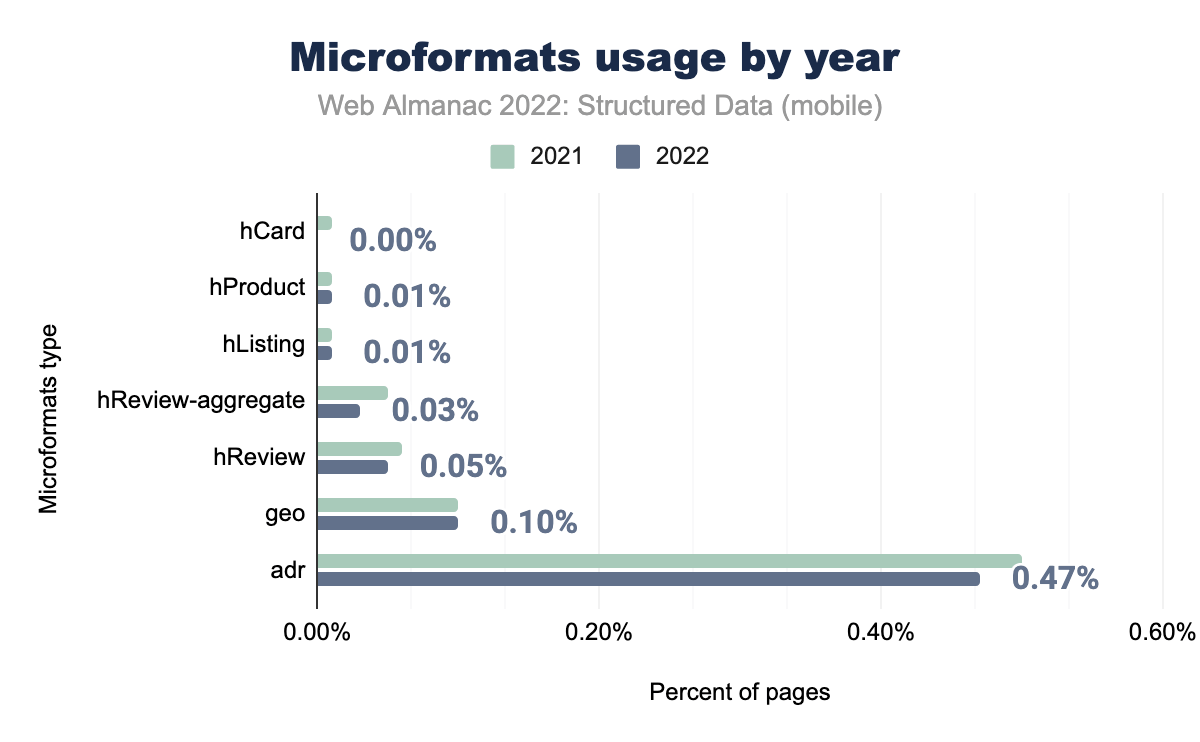 Microformats usage by year
Web Almanac 2022: Structured Data (mobile)
2021 2022
Microformats type
hCard 0.00%
hProduct 0.01%
hListing 0.01%
hReview-aggregate 0.03%
hReview 0.05%
geo 0.10%
adr 0.47%
0.00% 0.20% 0.40% 0.60%
Percent of pages